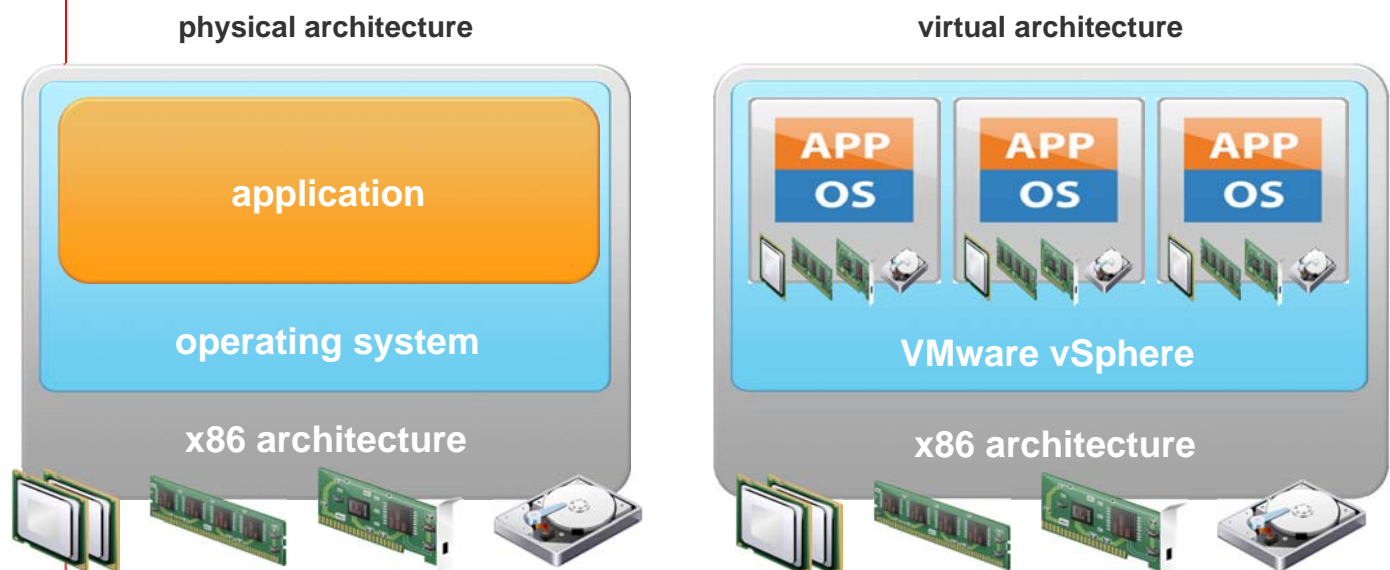 physical architecture
application
operating system
x86 architecture
virtual architecture
APP
OS
APP
OS
APP
OS
VMware vSphere
x86 architecture